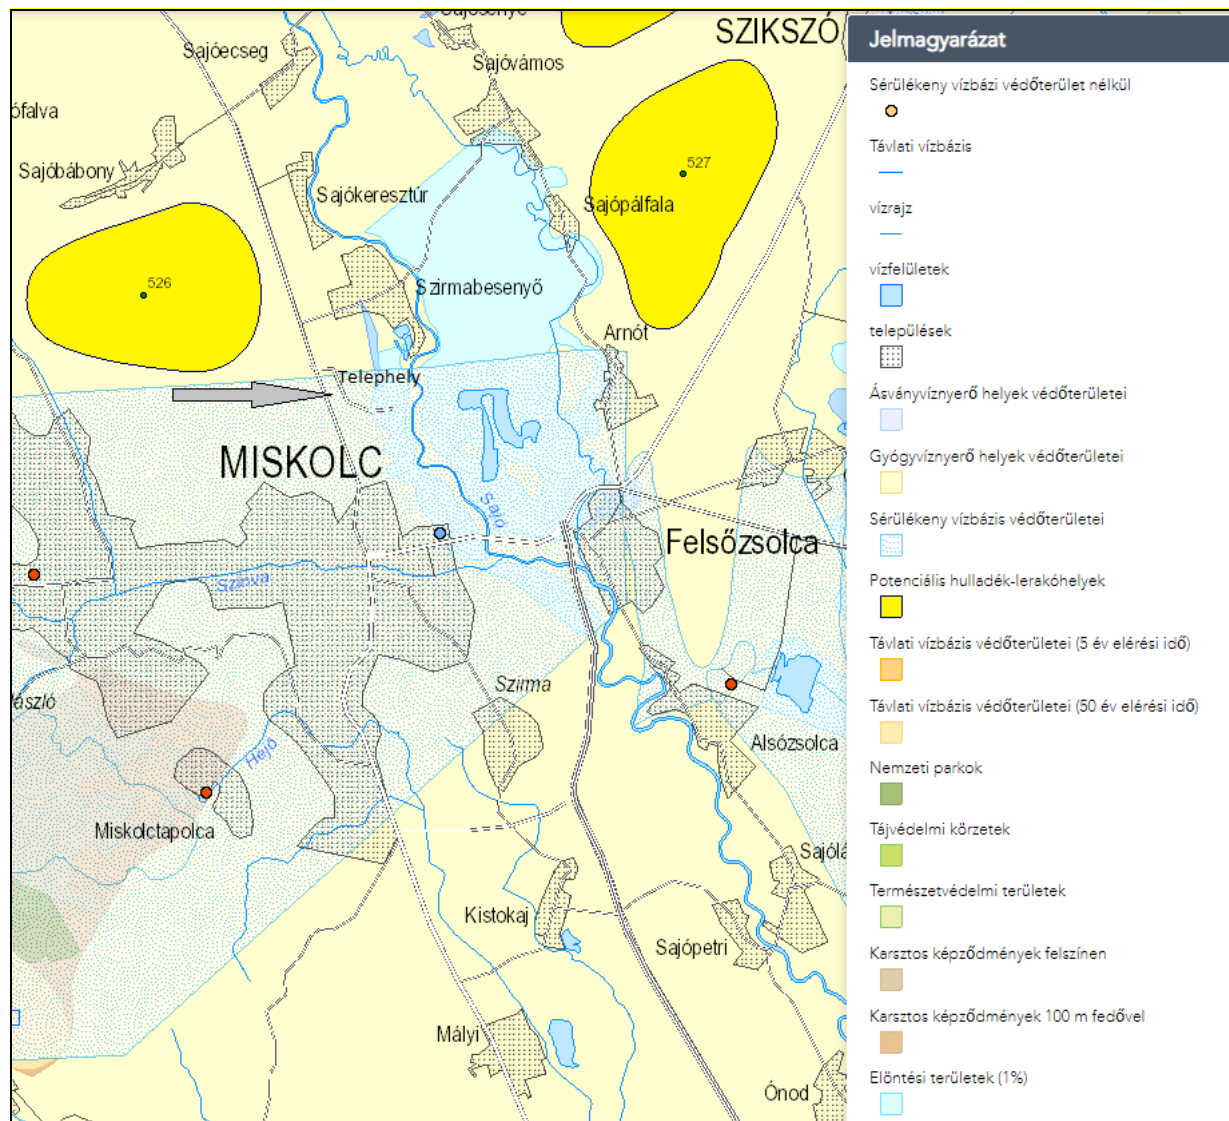 Sajósenye
SZIKSZÓ
Sajóecseg
Sajóvámos
ófalva
Sajóbábony
527
Sajókeresztúr
Sajópálfala
526
Szirmabesenyő
Arnót
Telephely
MISKOLC
Sajó
Felsőzsolca
Szinva
Szirma
ászló
Hejő
Alsózsolca
Miskolctapolca
Sajólá
Kistokaj
Sajópetri
Mályi
Ónod
Jelmagyarázat
Sérülékeny vízbázi védőterület nélkül
Távlati vízbázis
vízrajz
vízfelületek
települések
Ásványvíznyerő helyek védőterületei
Gyógyvíznyerő helyek védőterületei
Sérülékeny vízbázis védőterületei
Potenciális hulladék-lerakóhelyek
Távlati vízbázis védőterületei (5 év elérési idő)
Távlati vízbázis védőterületei (50 év elérési idő)
Nemzeti parkok
Tájvédelmi körzetek
Természetvédelmi területek
Karsztos képződmények felszínen
Karsztos képződmények 100 m fedővel
Elöntési területek (1%)